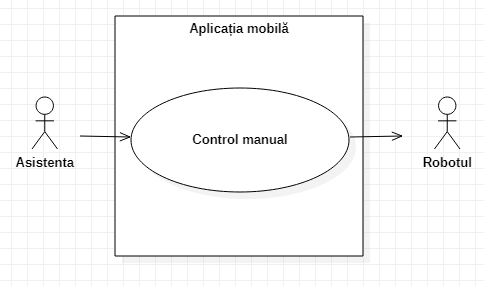 Aplicația mobilă
Control manual
Asistenta
Robotul